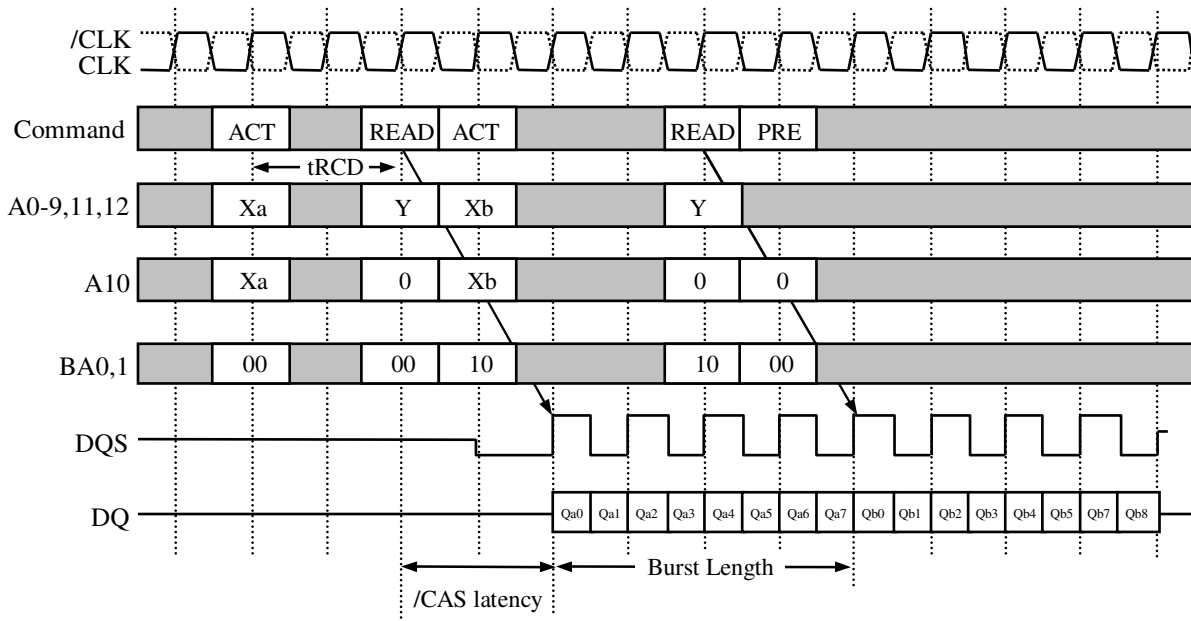 /CLK
CLK
Command ACT READ ACT READ PRE
tRCD
A0-9,11,12 Xa Y Xb Y
A10 Xa 0 Xb 0 0
BA0,1 00 00 10 10 00
DQS
DQ Qa0 Qa1 Qa2 Qa3 Qa4 Qa5 Qa6 Qa7 Qb0 Qb1 Qb2 Qb3 Qb4 Qb5 Qb7 Qb8
Burst Length
/CAS latency